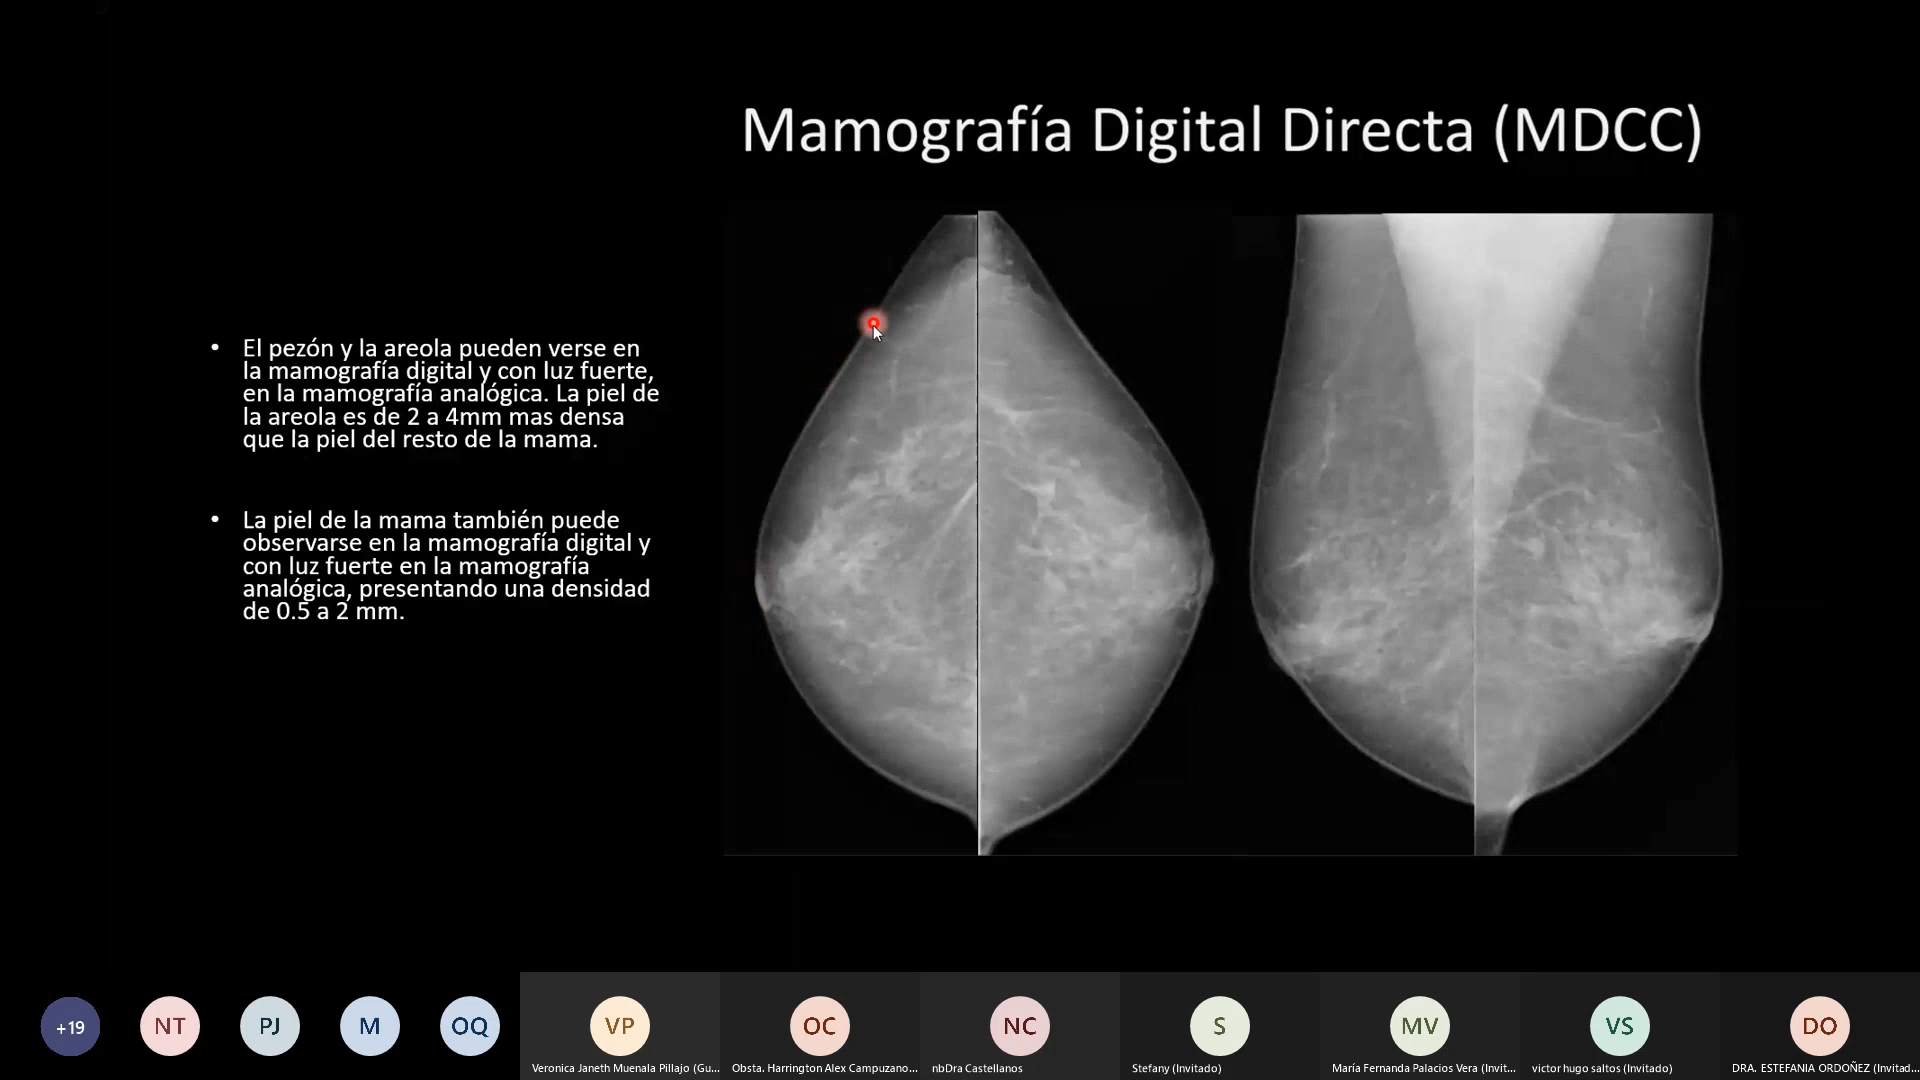 Mamografía Digital Directa (MDCC)
• El pezón y la areola pueden verse en
la mamografía digital y con luz fuerte,
en la mamografía analógica. La piel de
la areola es de 2 a 4mm mas densa
que la piel del resto de la mama.
• La piel de la mama también puede
observarse en la mamografía digital y
con luz fuerte en la mamografía
analógica, presentando una densidad
de 0.5 a 2 mm.
+19
NT
PJ
M
OQ
VP
OC
NC
S
MV
VS
DO
Veronica Janeth Muenala Pillajo (Gu...
Obsta. Harrington Alex Campuzano...
nbDra Castellanos
Stefany (Invitado)
María Fernanda Palacios Vera (Invit...
victor hugo saltos (Invitado)
DRA. ESTEFANIA ORDOÑEZ (Invitad...